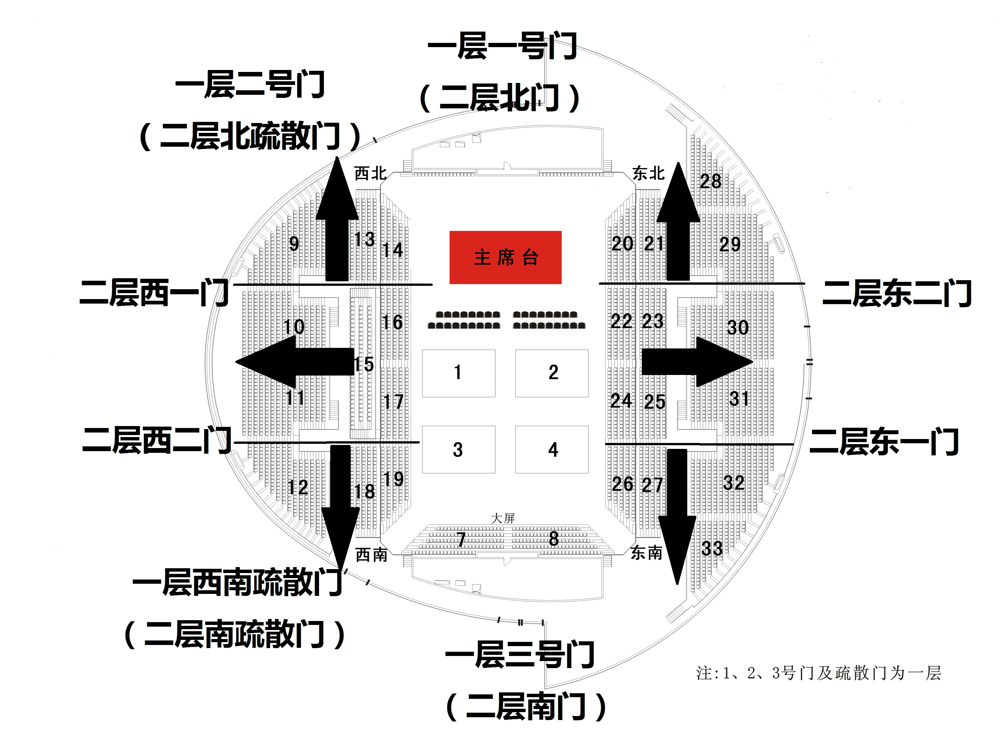 一层一号门
（二层北门）
一层二号门
（二层北疏散门）
西北
东北
28
9
13
14
主席台
20
21
29
二层西一门
二层东二门
10
16
22
23
30
15
1
2
11
17
24
25
31
二层西二门
二层东一门
3
4
12
18
19
26
27
32
大屏
7
8
33
西南
东南
一层西南疏散门
（二层南疏散门）
一层三号门
（二层南门）
注:1、2、3号门及疏散门为一层